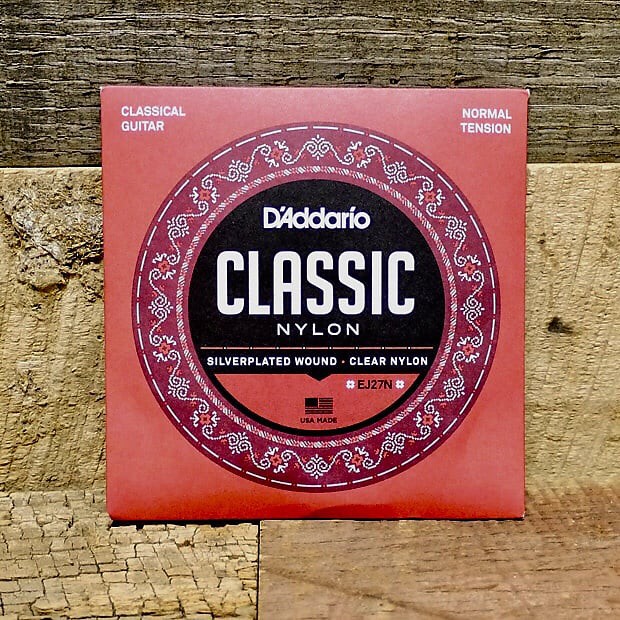 CLASSICAL
GUITAR
NORMAL
TENSION
D'Addario
CLASSIC
NYLON
SILVERPLATED WOUND · CLEAR NYLON
EJ27N
USA MADE